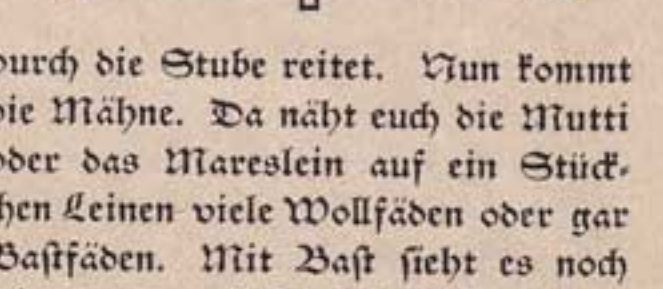 durch die Stube reitet. Nun kommt
die Mähne. Da näht euch die Mutti
oder das Mareslein auf ein Stück-
chen Leinen viele Wollfäden oder gar
Bastfäden. Mit Bast sieht es noch